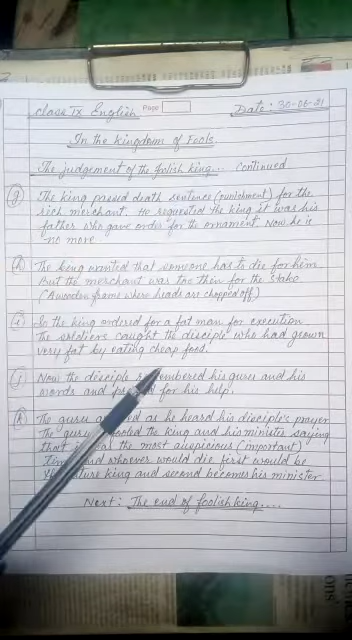 Class IX English Page Date: 30-06-21
In the kingdom of Fools.
The judgement of the foolish king... Continued
(g) The king passed death sentence (punishment) for the
rich merchant. He requested the king it was his
father who gave order for the ornament. Now he is
no more
(h) The king wanted that someone has to die for him.
But the merchant was too thin for the stake
(A wooden frame where heads are chopped off)
(i) So the king ordered for a fat man for execution
The soldiers caught the disciple who had grown
very fat by eating cheap food.
(j) Now the disciple his guru and his
words and for his help.
(k) The guru as he heard his disciple's prayer
The guru the king and his minister saying
that the most auspicious (important)
time and whoever would die first would be
king and second becomes his minister.
Next: The end of foolish king....